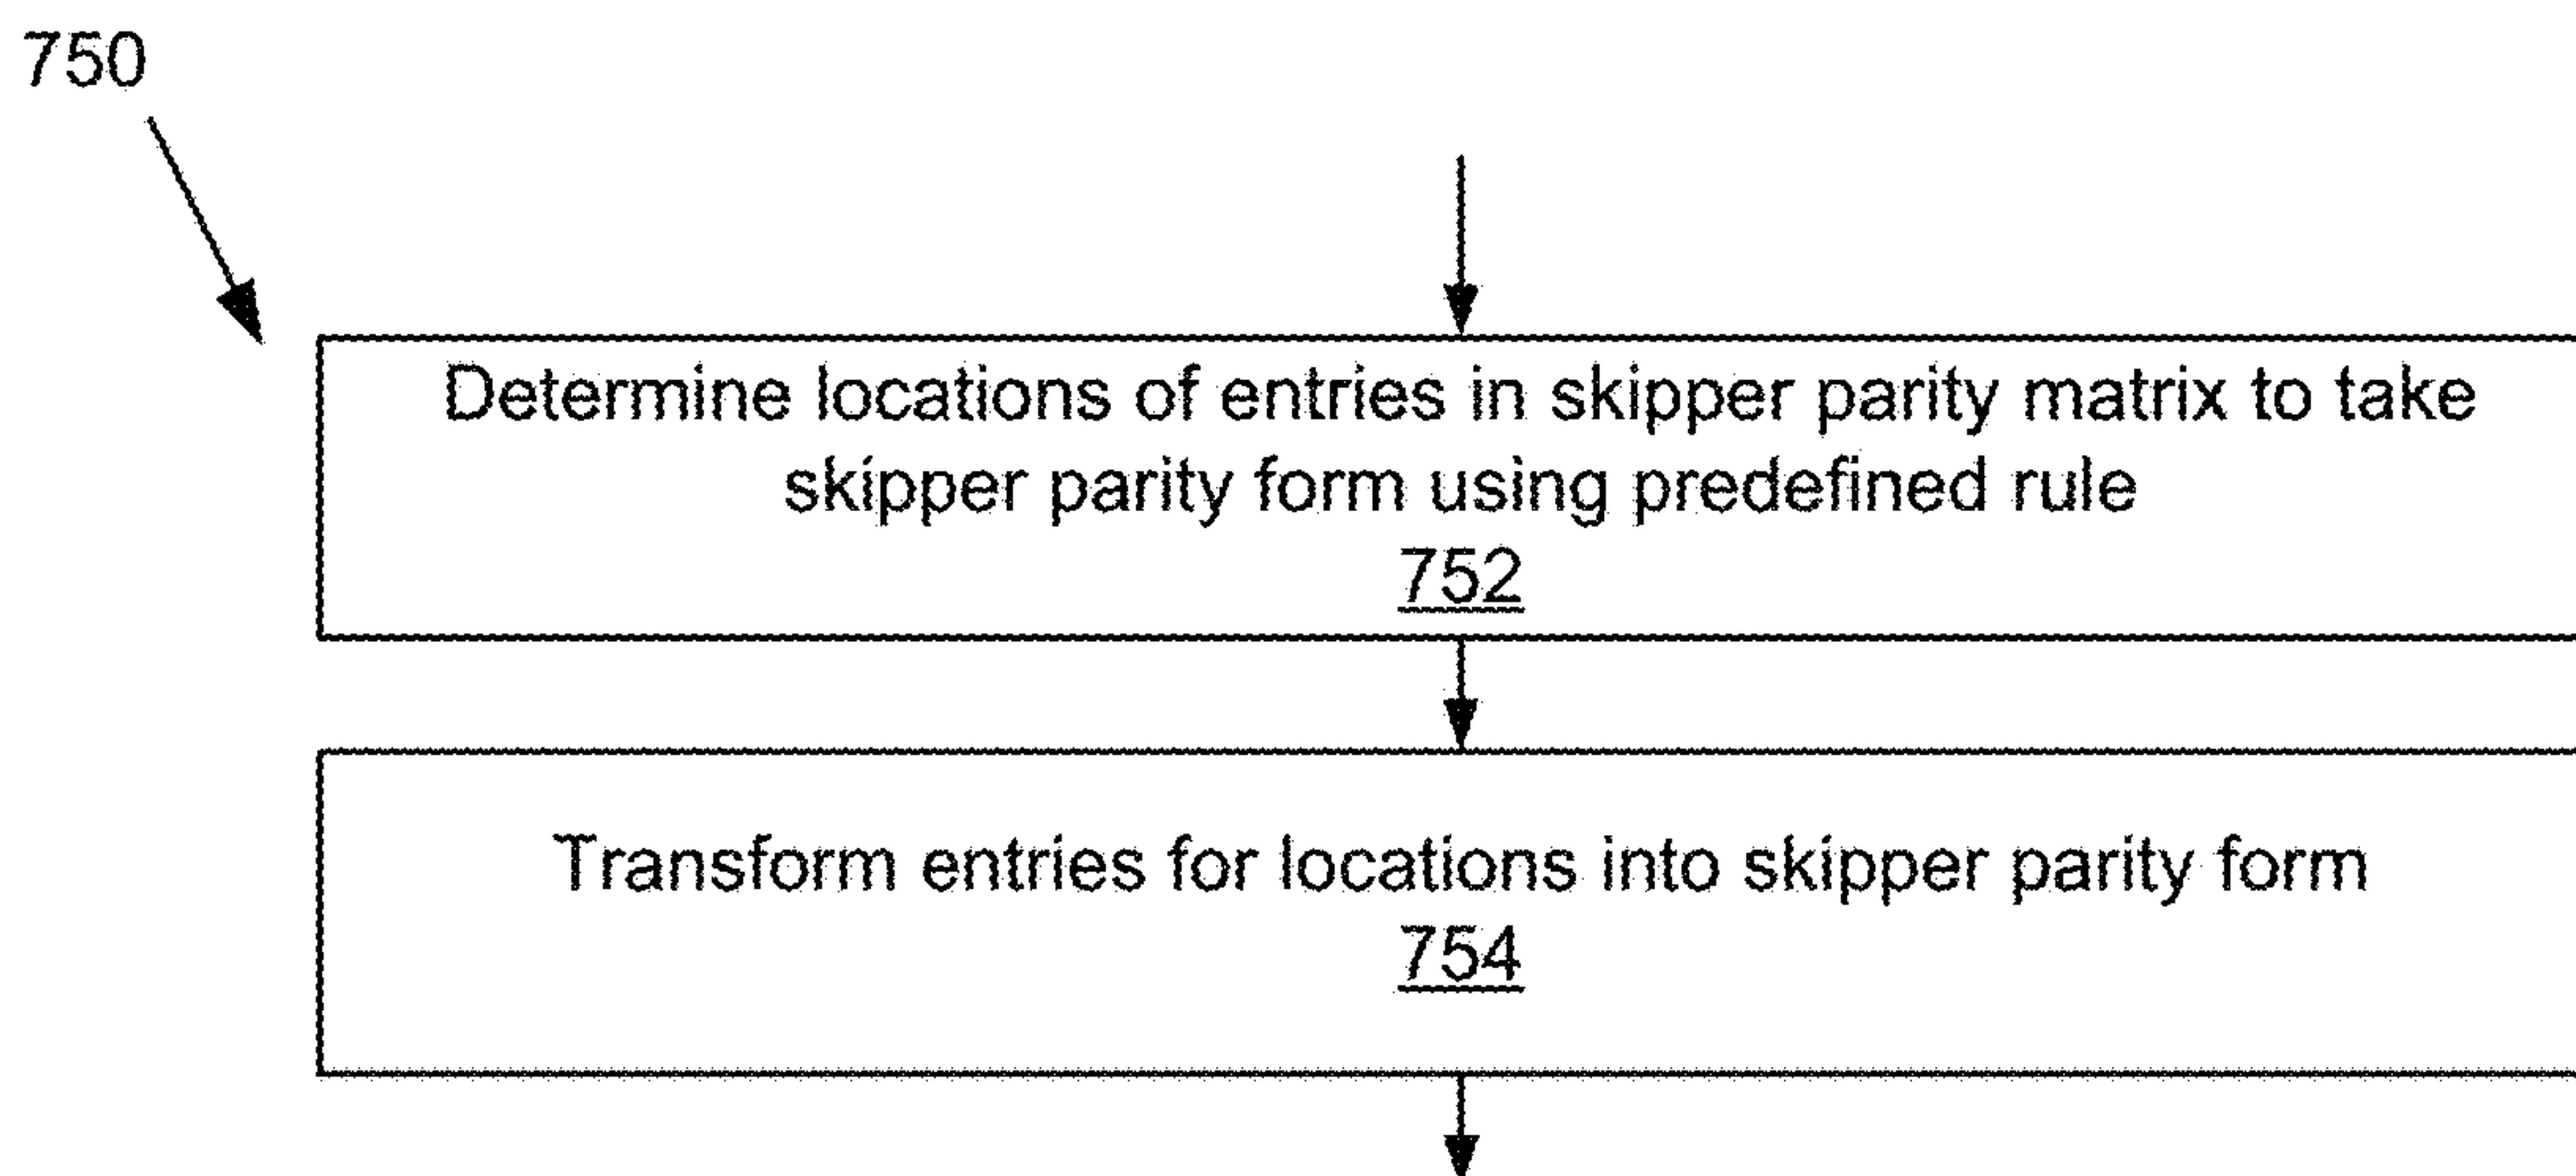 750
Determine locations of entries in skipper parity matrix to take
skipper parity form using predefined rule
752
Transform entries for locations into skipper parity form
754